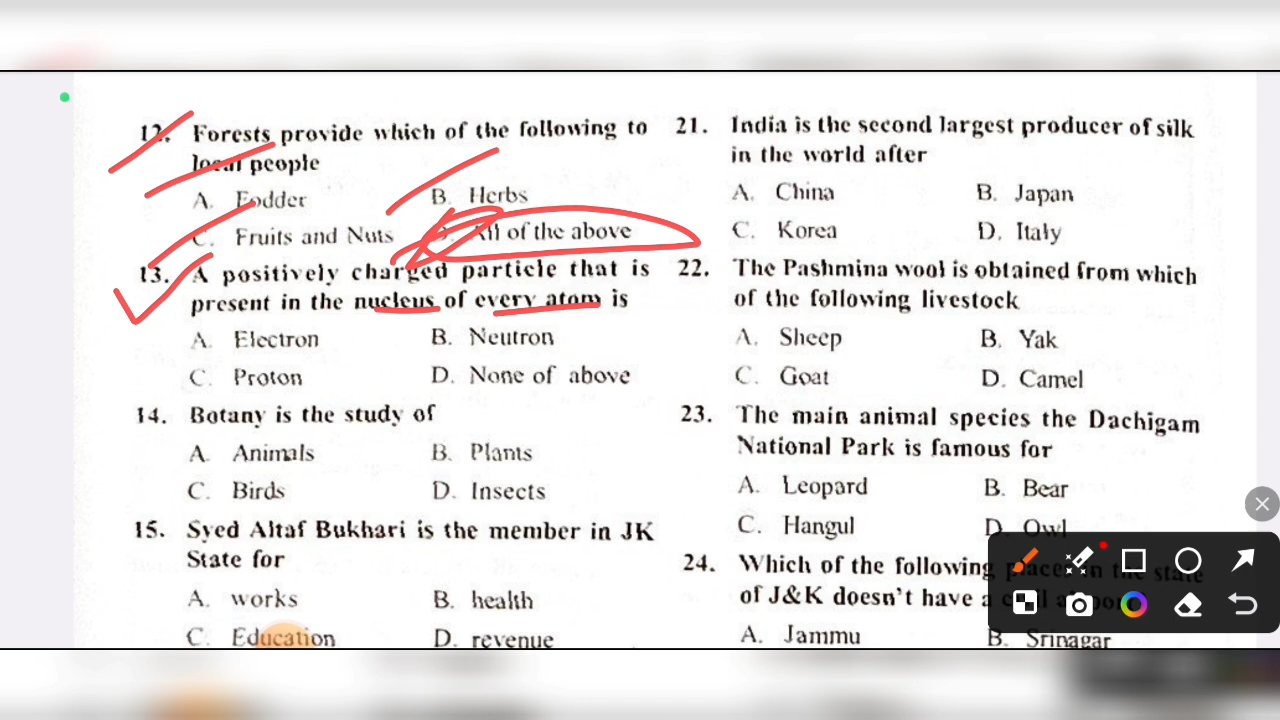 12. Forests provide which of the following to
local people
A. Fodder B. Herbs
C. Fruits and Nuts D. All of the above
13. A positively charged particle that is
present in the nucleus of every atom is
A. Electron B. Neutron
C. Proton D. None of above
14. Botany is the study of
A. Animals B. Plants
C. Birds D. Insects
15. Syed Altaf Bukhari is the member in JK
State for
A. works B. health
C. Education D. revenue
21. India is the second largest producer of silk
in the world after
A. China B. Japan
C. Korea D. Italy
22. The Pashmina wool is obtained from which
of the following livestock
A. Sheep B. Yak
C. Goat D. Camel
23. The main animal species the Dachigam
National Park is famous for
A. Leopard B. Bear
C. Hangul D. Owl
24. Which of the following places in the state
of J&K doesn't have a civil airport
A. Jammu B. Srinagar